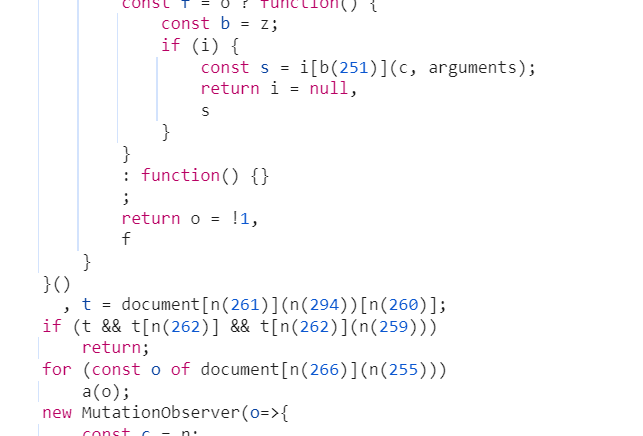 const f = o ? function() {
const b = z;
if (i) {
const s = i[b(251)](c, arguments);
return i = null,
s
}
}
: function() {}
;
return o = !1,
f
}
}()
, t = document[n(261)](n(294))[n(260)];
if (t && t[n(262)] && t[n(262)](n(259)))
return;
for (const o of document[n(266)](n(255)))
a(o);
new MutationObserver(o=>{
const c = n;